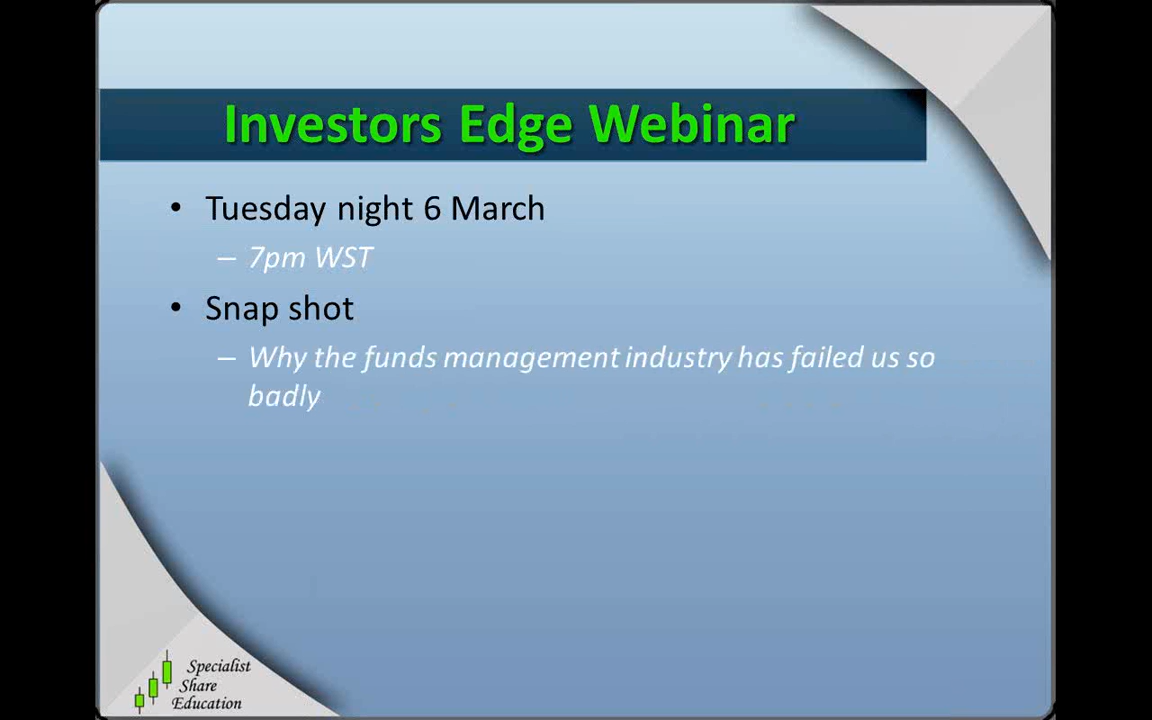 Investors Edge Webinar
• Tuesday night 6 March
– 7pm WST
• Snap shot
– Why the funds management industry has failed us so
badly
Specialist
Share
Education